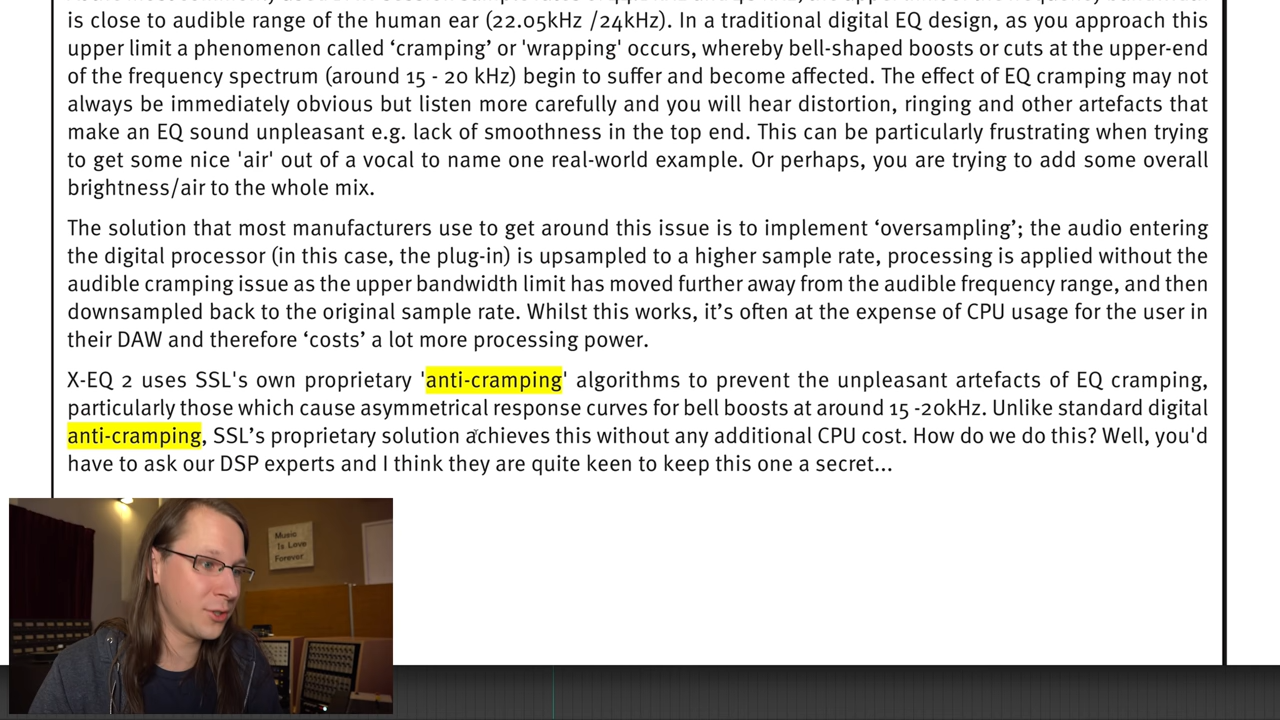 is close to audible range of the human ear (22.05kHz /24kHz). In a traditional digital EQ design, as you approach this
upper limit a phenomenon called ‘cramping’ or 'wrapping' occurs, whereby bell-shaped boosts or cuts at the upper-end
of the frequency spectrum (around 15 - 20 kHz) begin to suffer and become affected. The effect of EQ cramping may not
always be immediately obvious but listen more carefully and you will hear distortion, ringing and other artefacts that
make an EQ sound unpleasant e.g. lack of smoothness in the top end. This can be particularly frustrating when trying
to get some nice 'air' out of a vocal to name one real-world example. Or perhaps, you are trying to add some overall
brightness/air to the whole mix.
The solution that most manufacturers use to get around this issue is to implement ‘oversampling’; the audio entering
the digital processor (in this case, the plug-in) is upsampled to a higher sample rate, processing is applied without the
audible cramping issue as the upper bandwidth limit has moved further away from the audible frequency range, and then
downsampled back to the original sample rate. Whilst this works, it’s often at the expense of CPU usage for the user in
their DAW and therefore ‘costs’ a lot more processing power.
X-EQ 2 uses SSL's own proprietary 'anti-cramping' algorithms to prevent the unpleasant artefacts of EQ cramping,
particularly those which cause asymmetrical response curves for bell boosts at around 15 -20kHz. Unlike standard digital
anti-cramping, SSL’s proprietary solution achieves this without any additional CPU cost. How do we do this? Well, you'd
have to ask our DSP experts and I think they are quite keen to keep this one a secret...
Music
Is Love
Forever